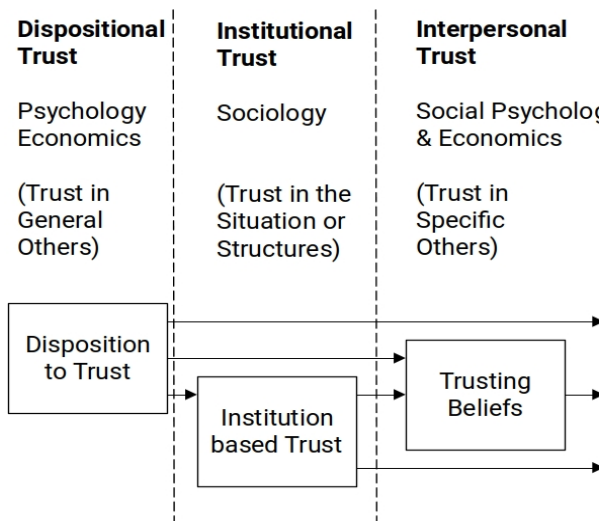 Dispositional
Trust
Psychology
Economics
(Trust in
General
Others)
Institutional
Trust
Sociology
(Trust in the
Situation or
Structures)
Interpersonal
Trust
Social Psycholog
& Economics
(Trust in
Specific
Others)
Disposition
to Trust
Institution
based Trust
Trusting
Beliefs